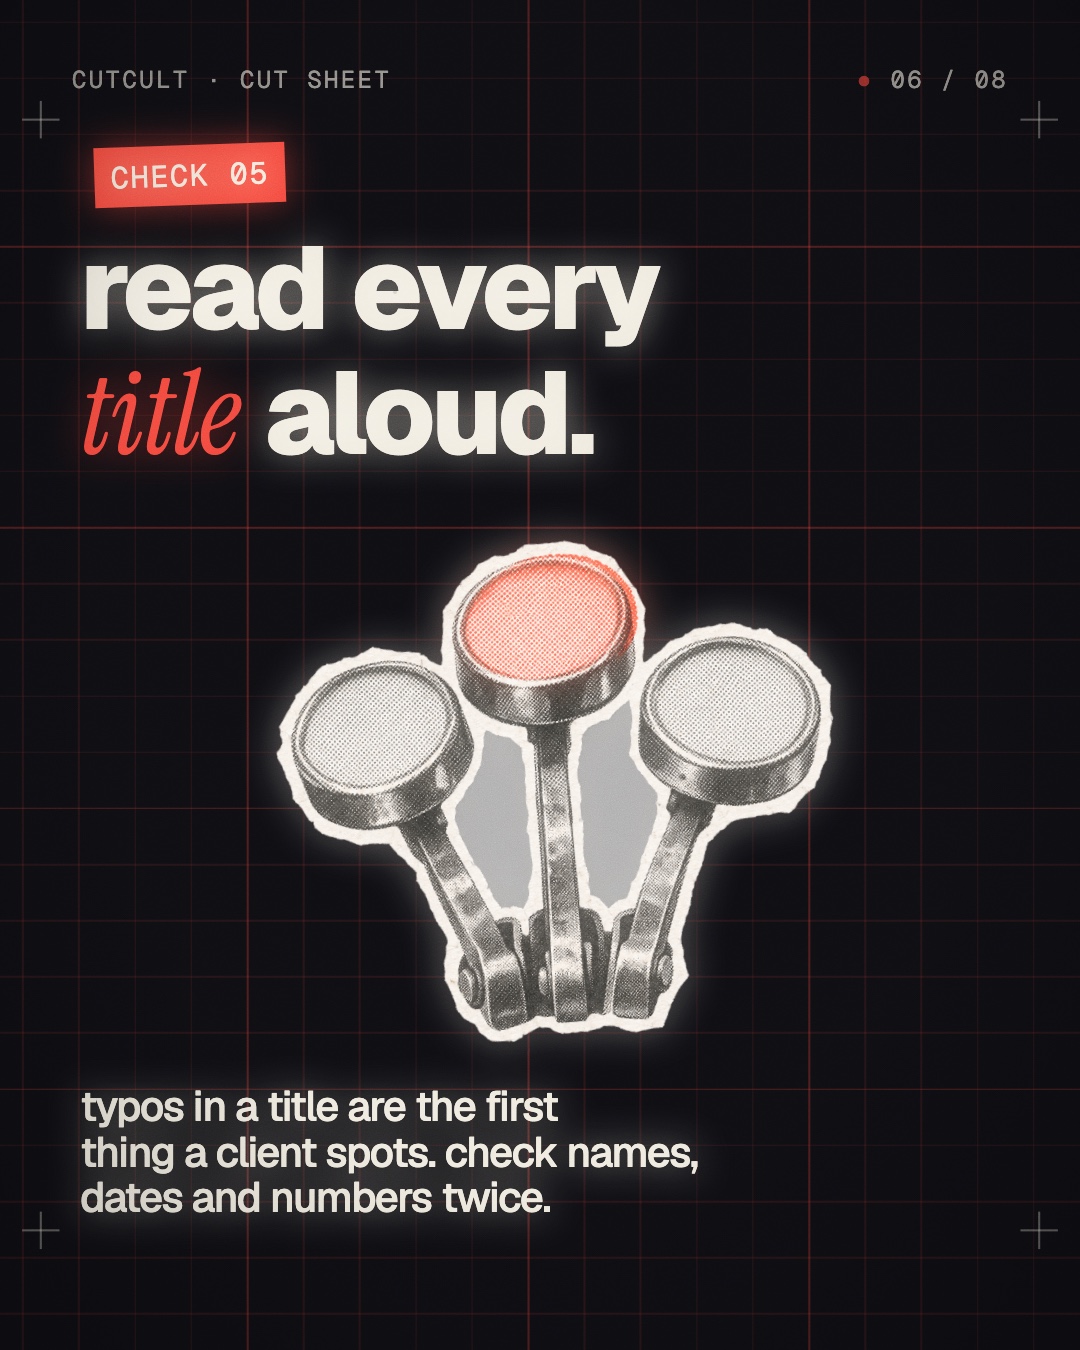 CUTCULT · CUT SHEET
06 / 08
CHECK 05
read every
title aloud.
typos in a title are the first
thing a client spots. check names,
dates and numbers twice.